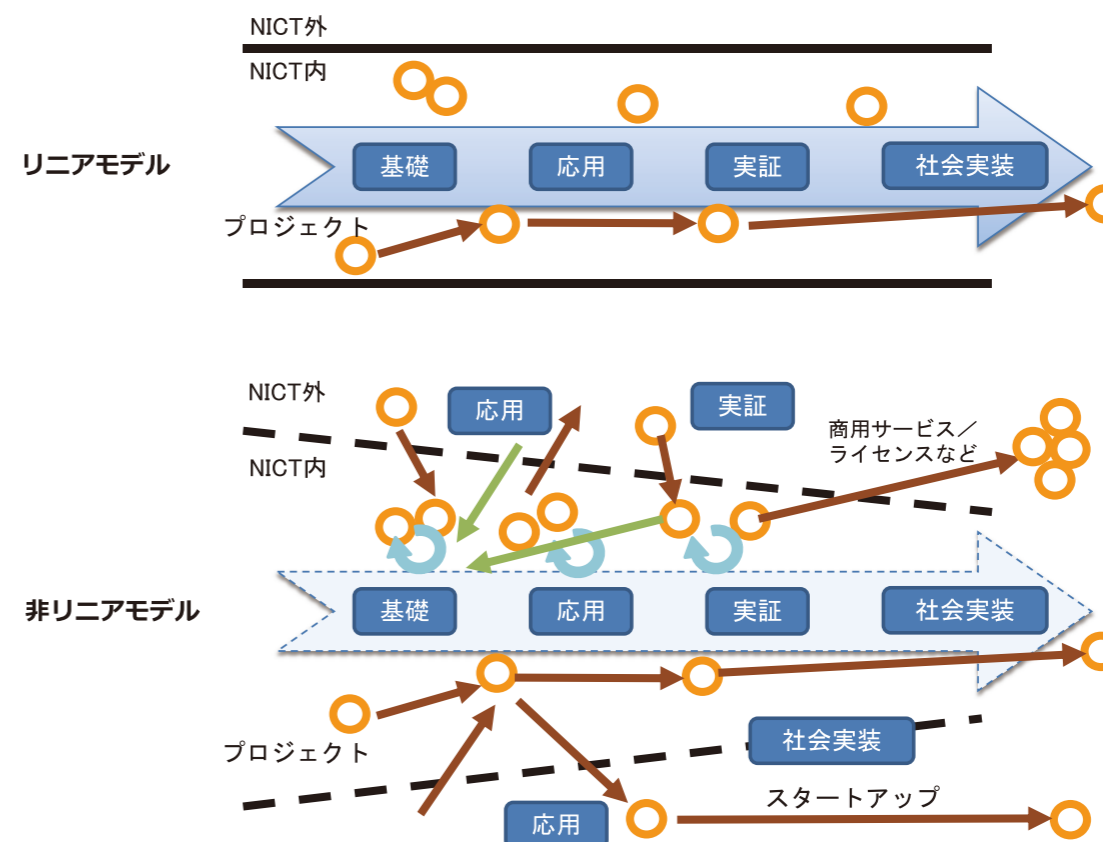 NICT外
NICT内
リニアモデル
基礎
応用
実証
社会実装
プロジェクト
NICT外
応用
実証
商用サービス／
ライセンスなど
NICT内
非リニアモデル
基礎
応用
実証
社会実装
プロジェクト
社会実装
スタートアップ
応用